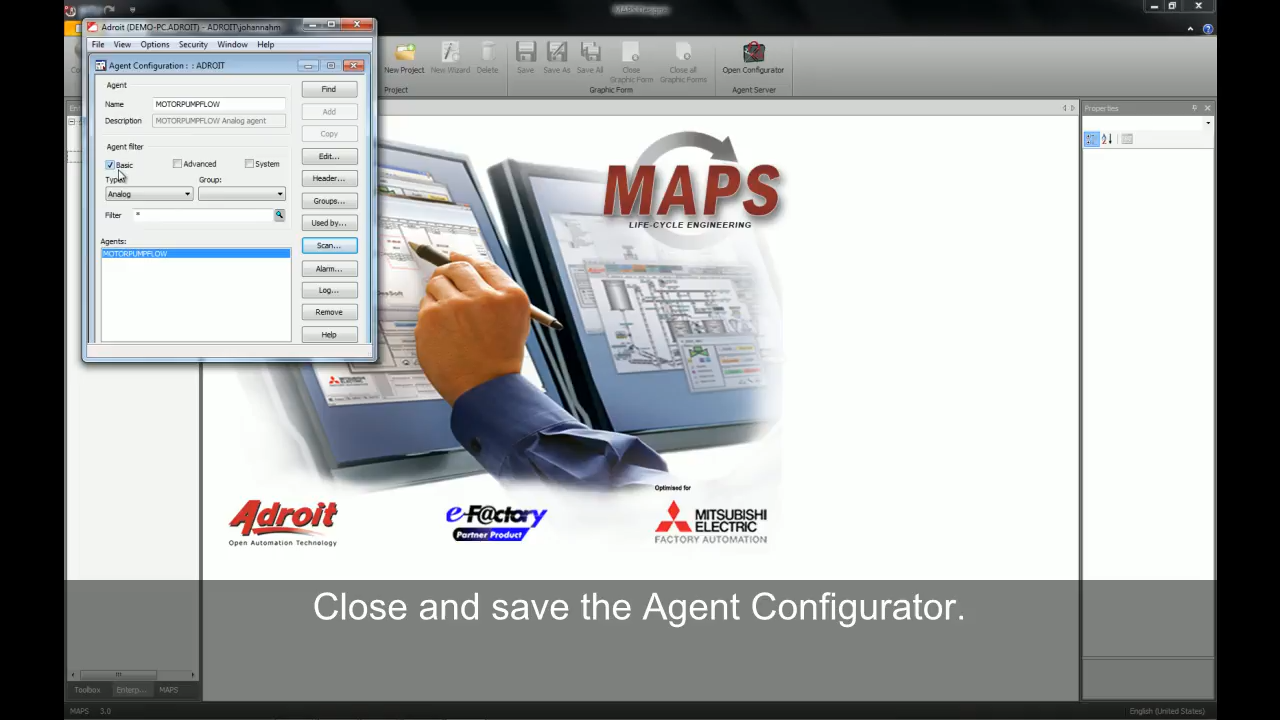 MAPS Designer
Adroit (DEMO-PC.ADROIT) - ADROIT\johannahm
File View Options Security Window Help
Agent Configuration : : ADROIT
Agent
Name MOTORPUMPFLOW
Description MOTORPUMPFLOW Analog agent
Agent filter
Basic Advanced System
Type: Group:
Analog
Filter *
Agents:
MOTORPUMPFLOW
Find
Add
Copy
Edit...
Header...
Groups...
Used by...
Scan...
Alarm...
Log...
Remove
Help
New Project New Wizard Delete
Project
Save Save As Save All Close Graphic Form Close all Graphic Forms
Graphic Form
Open Configurator
Agent Server
Properties
MAPS
LIFE-CYCLE ENGINEERING
MITSUBISHI ELECTRIC
Adroit
Open Automation Technology
e-F@ctory
Partner Product
Optimised for
MITSUBISHI
ELECTRIC
FACTORY AUTOMATION
Close and save the Agent Configurator.
Toolbox Enterp... MAPS
MAPS 3.0
English (United States)